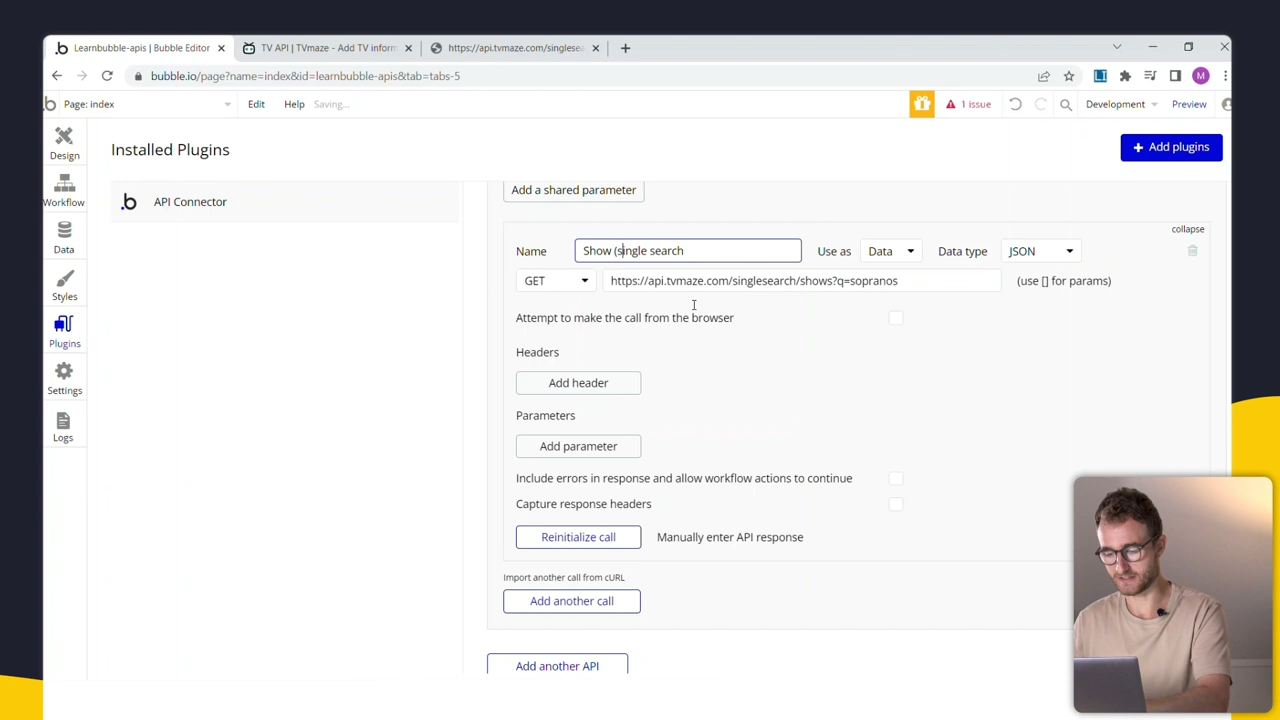 Learnbubble-apis | Bubble Editor
TV API | TVmaze - Add TV inform
https://api.tvmaze.com/singlesea
bubble.io/page?name=index&id=learnbubble-apis&tab=tabs-5
M
Page: index
Edit
Help
Saving...
1 issue
Development
Preview
Design
Workflow
Data
Styles
Plugins
Settings
Logs
Installed Plugins
Add plugins
API Connector
Add a shared parameter
collapse
Name
Show (single search
Use as
Data
Data type
JSON
GET
https://api.tvmaze.com/singlesearch/shows?q=sopranos
(use [] for params)
Attempt to make the call from the browser
Headers
Add header
Parameters
Add parameter
Include errors in response and allow workflow actions to continue
Capture response headers
Reinitialize call
Manually enter API response
Import another call from cURL
Add another call
Add another API